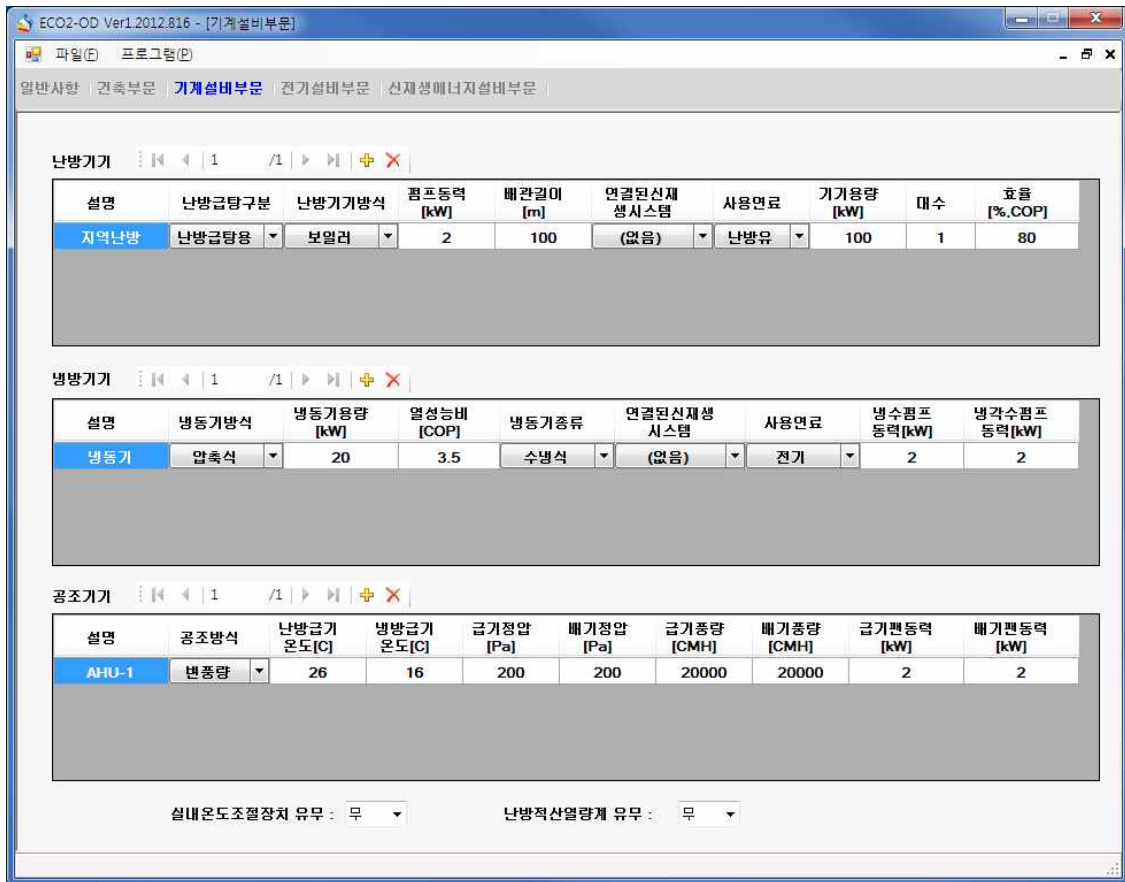 ECO2-OD Ver1.2012.816 - [기계설비부문]
파일(F) 프로그램(P)
일반사항 건축부문 기계설비부문 전기설비부문 신재생에너지설비부문
난방기기 1 /1
설명 난방급탕구분 난방기기방식 펌프동력 [kW] 배관길이 [m] 연결된신재생시스템 사용연료 기기용량 [kW] 대수 효율 [%,COP]
지역난방 난방급탕용 보일러 2 100 (없음) 난방유 100 1 80
냉방기기 1 /1
설명 냉동기방식 냉동기용량 [kW] 열성능비 [COP] 냉동기종류 연결된신재생시스템 사용연료 냉수펌프 동력[kW] 냉각수펌프 동력[kW]
냉동기 압축식 20 3.5 수냉식 (없음) 전기 2 2
공조기기 1 /1
설명 공조방식 난방급기 온도[C] 냉방급기 온도[C] 급기정압 [Pa] 배기정압 [Pa] 급기풍량 [CMH] 배기풍량 [CMH] 급기팬동력 [kW] 배기팬동력 [kW]
AHU-1 변풍량 26 16 200 200 20000 20000 2 2
실내온도조절장치 유무 : 무 난방적산열량계 유무 : 무